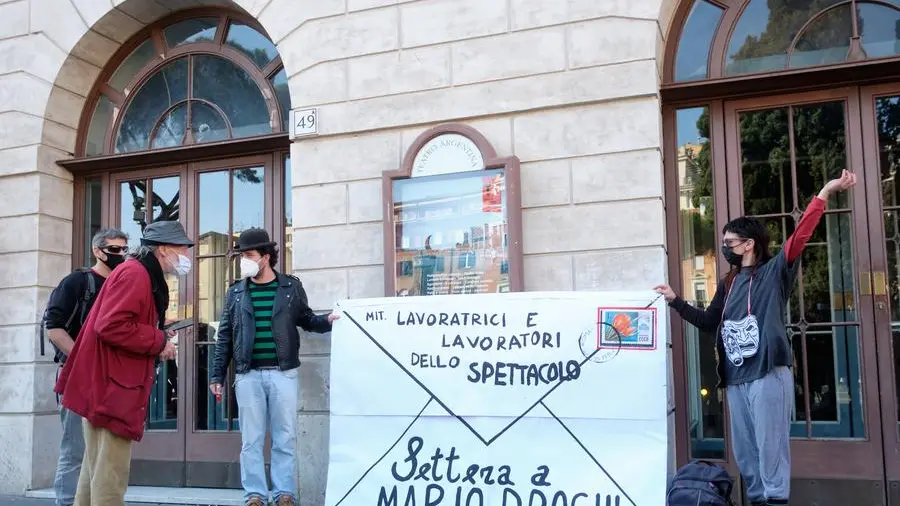 49
TEATRO ARGENTINA
MIT. LAVORATRICI E
LAVORATORI
DELLO SPETTACOLO
Lettera a
MARIO DRAGHI